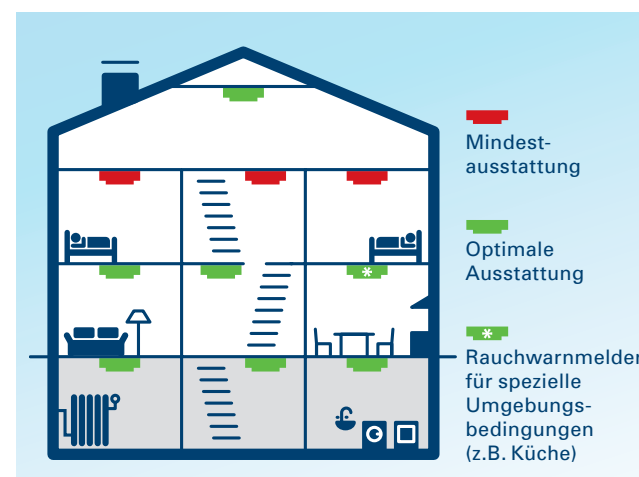 Mindest-
ausstattung
Optimale
Ausstattung
Rauchwarnmelder
für spezielle
Umgebungs-
bedingungen
(z.B. Küche)